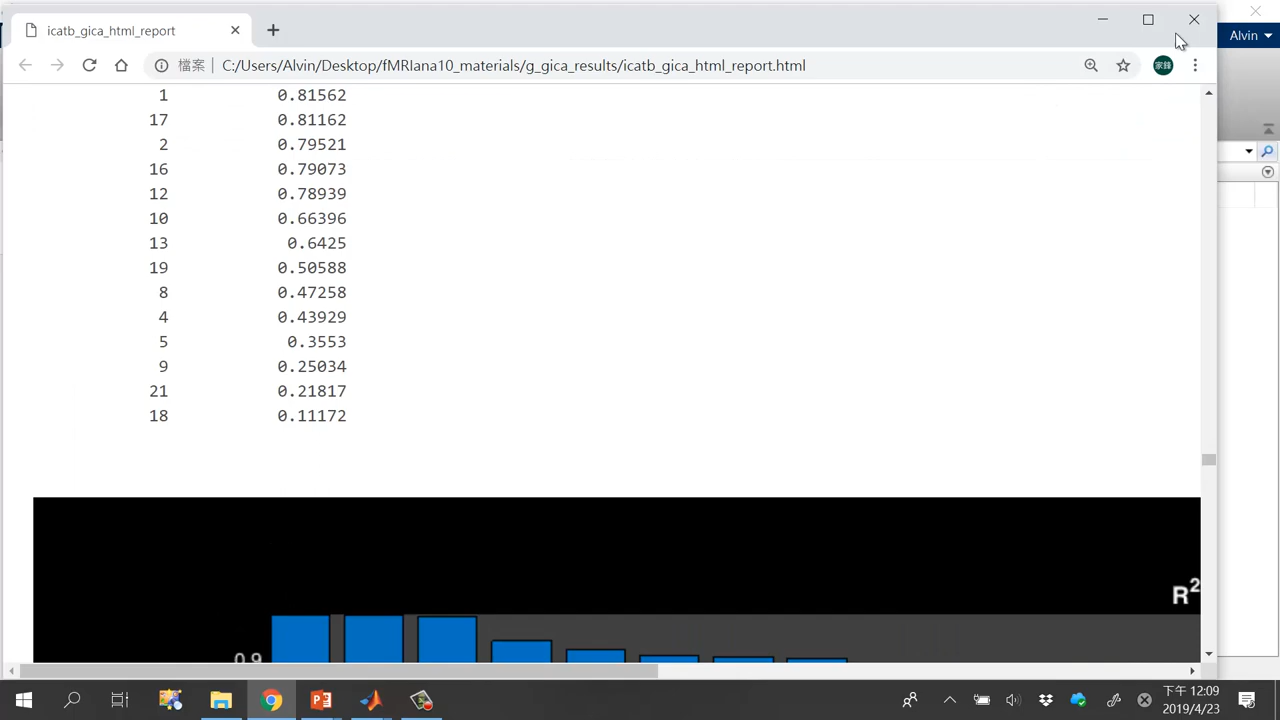 icatb_gica_html_report
Alvin
檔案
C:/Users/Alvin/Desktop/fMRIana10_materials/g_gica_results/icatb_gica_html_report.html
家鋒
1 0.81562
17 0.81162
2 0.79521
16 0.79073
12 0.78939
10 0.66396
13 0.6425
19 0.50588
8 0.47258
4 0.43929
5 0.3553
9 0.25034
21 0.21817
18 0.11172
R²
0.9
下午 12:09
2019/4/23